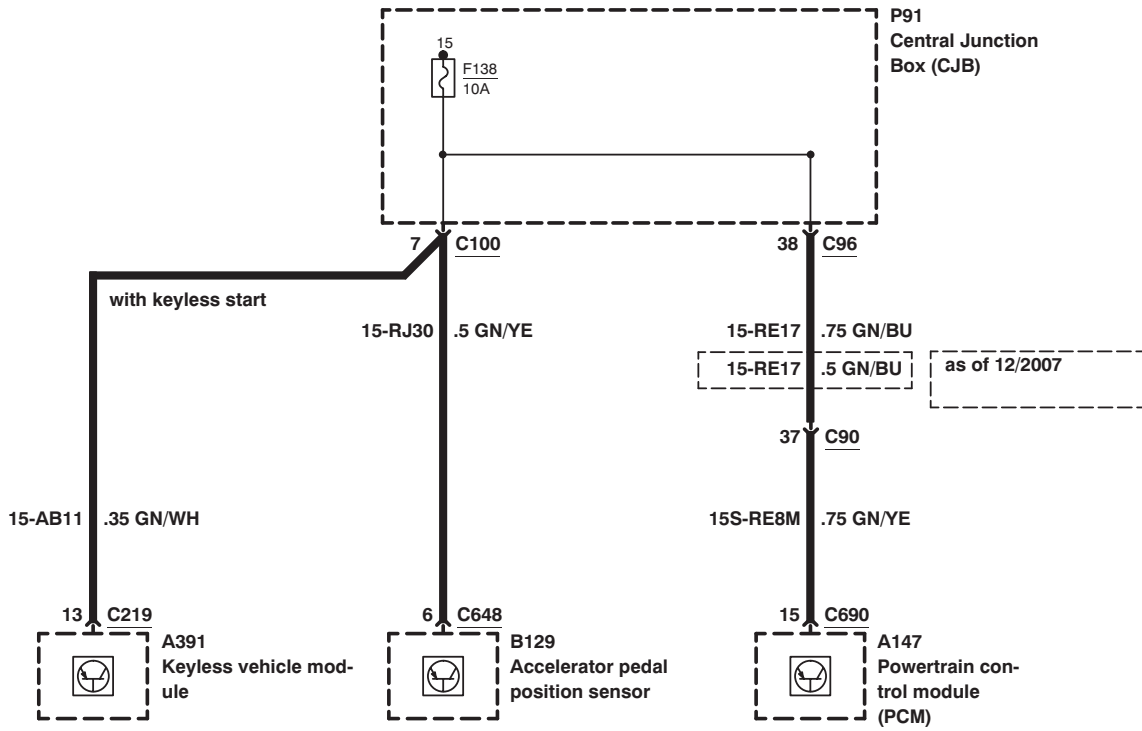 P91
Central Junction
Box (CJB)
15
F138
10A
7 C100
38 C96
with keyless start
15-RJ30 .5 GN/YE
15-RE17 .75 GN/BU
15-RE17 .5 GN/BU
as of 12/2007
37 C90
15-AB11 .35 GN/WH
15S-RE8M .75 GN/YE
13 C219
6 C648
15 C690
A391
Keyless vehicle mod-
ule
B129
Accelerator pedal
position sensor
A147
Powertrain con-
trol module
(PCM)